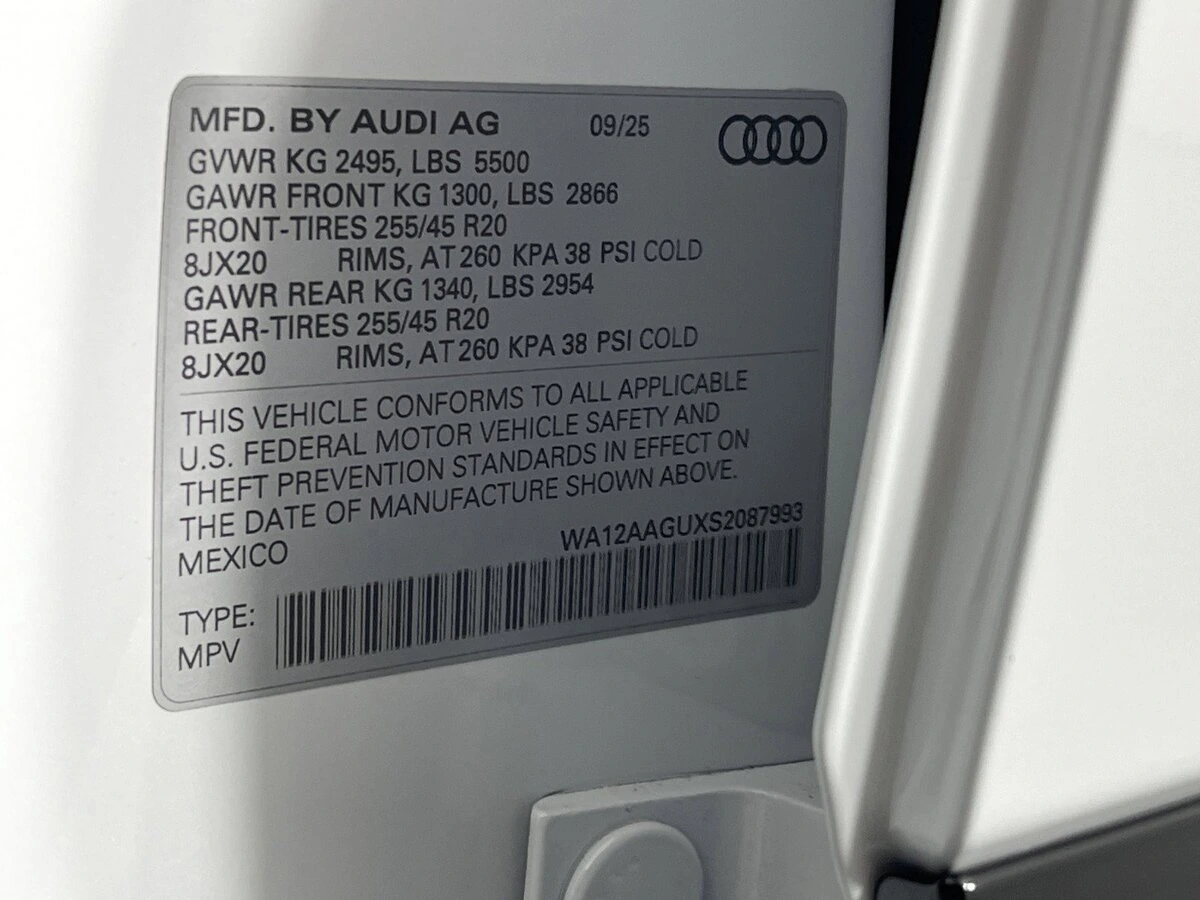 MFD. BY AUDI AG 09/25
GVWR KG 2495, LBS 5500
GAWR FRONT KG 1300, LBS 2866
FRONT-TIRES 255/45 R20
8JX20 RIMS, AT 260 KPA 38 PSI COLD
GAWR REAR KG 1340, LBS 2954
REAR-TIRES 255/45 R20
8JX20 RIMS, AT 260 KPA 38 PSI COLD
THIS VEHICLE CONFORMS TO ALL APPLICABLE
U.S. FEDERAL MOTOR VEHICLE SAFETY AND
THEFT PREVENTION STANDARDS IN EFFECT ON
THE DATE OF MANUFACTURE SHOWN ABOVE.
MEXICO WA12AAGUXS2087993
TYPE:
MPV